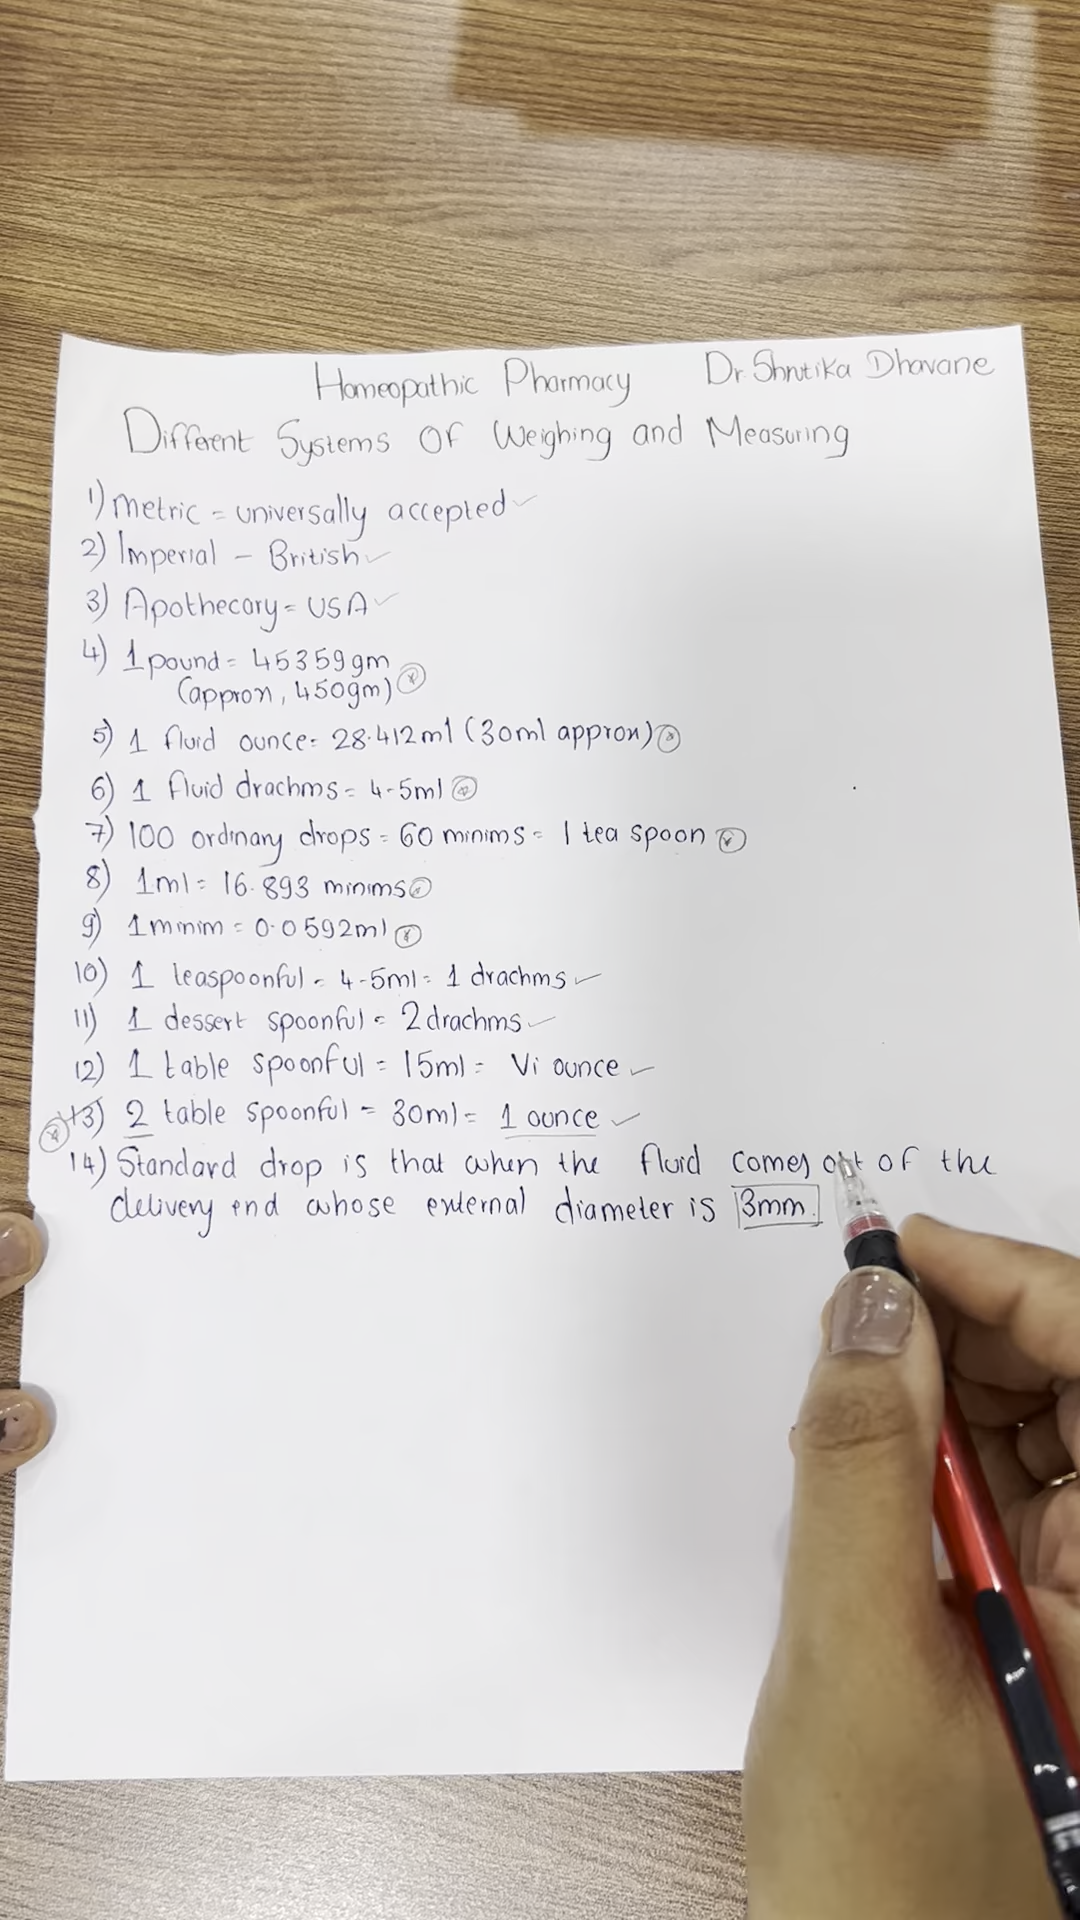 Homeopathic Pharmacy Dr. Shrutika Dhavane
Different Systems Of Weighing and Measuring
1) Metric = universally accepted
2) Imperial - British
3) Apothecary = USA
4) 1 pound = 45359gm
(appron, 450gm)
5) 1 fluid ounce = 28.412ml (30ml appron)
6) 1 fluid drachms = 4-5ml
7) 100 ordinary drops = 60 minims = 1 tea spoon
8) 1ml = 16.893 minims
9) 1 minim = 0.0592ml
10) 1 teaspoonful = 4-5ml = 1 drachms
11) 1 dessert spoonful = 2 drachms
12) 1 table spoonful = 15ml = Vi ounce
13) 2 table spoonful = 30ml = 1 ounce
14) Standard drop is that when the fluid comes out of the
delivery end whose external diameter is 3mm.